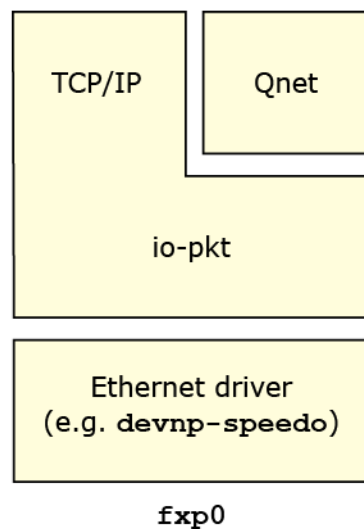 TCP/IP
Qnet
io-pkt
Ethernet driver
(e.g. devnp-speedo)
fxp0